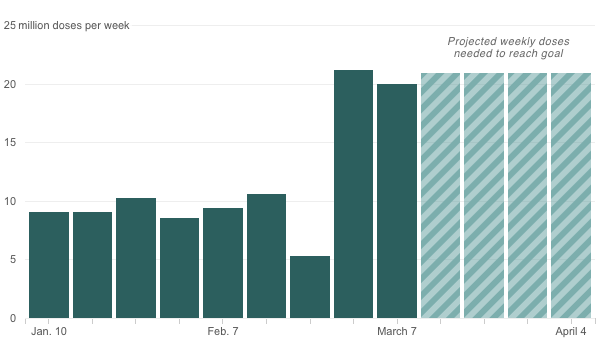 25 million doses per week
Projected weekly doses
needed to reach goal
20
15
10
5
0
Jan. 10 Feb. 7 March 7 April 4